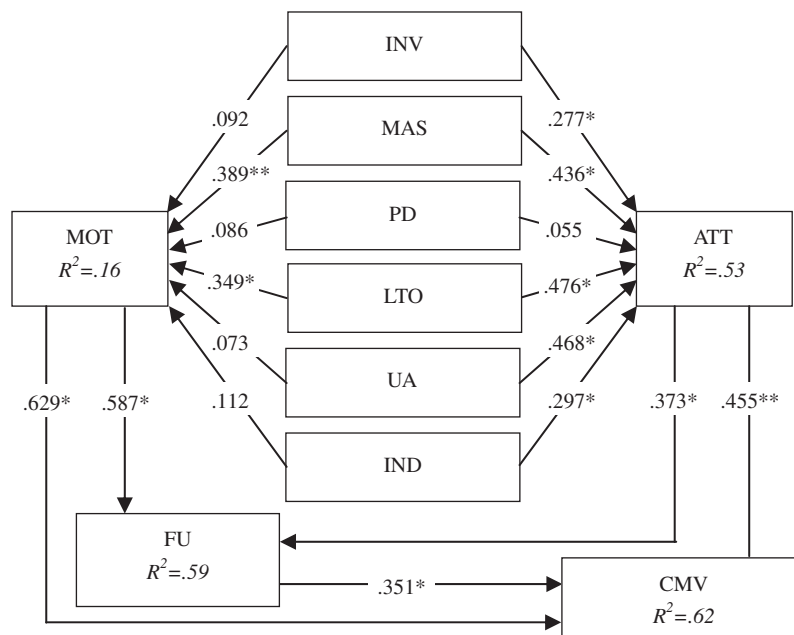 INV
.092
.277*
MAS
.389**
.436*
PD
MOT
R²=.16
.086
.055
ATT
R²=.53
.349*
LTO
.476*
.073
UA
.468*
.629*
.587*
.112
.297*
.373*
.455**
IND
FU
R²=.59
.351*
CMV
R²=.62